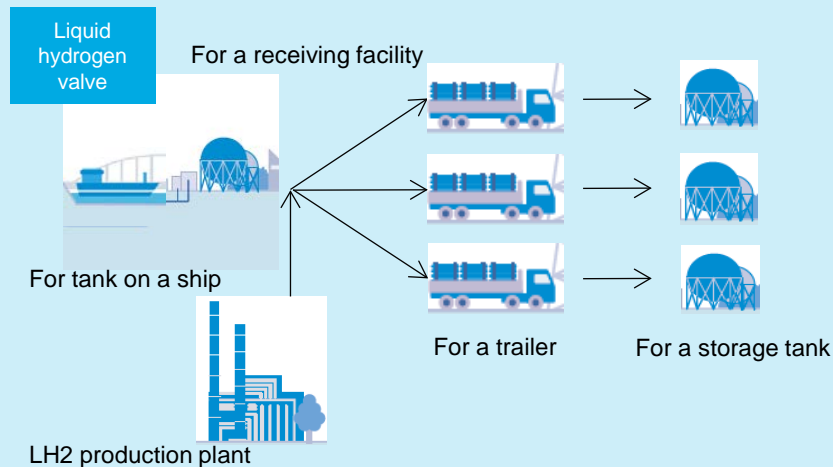 Liquid
hydrogen
valve
For a receiving facility
For tank on a ship
For a trailer
For a storage tank
LH2 production plant